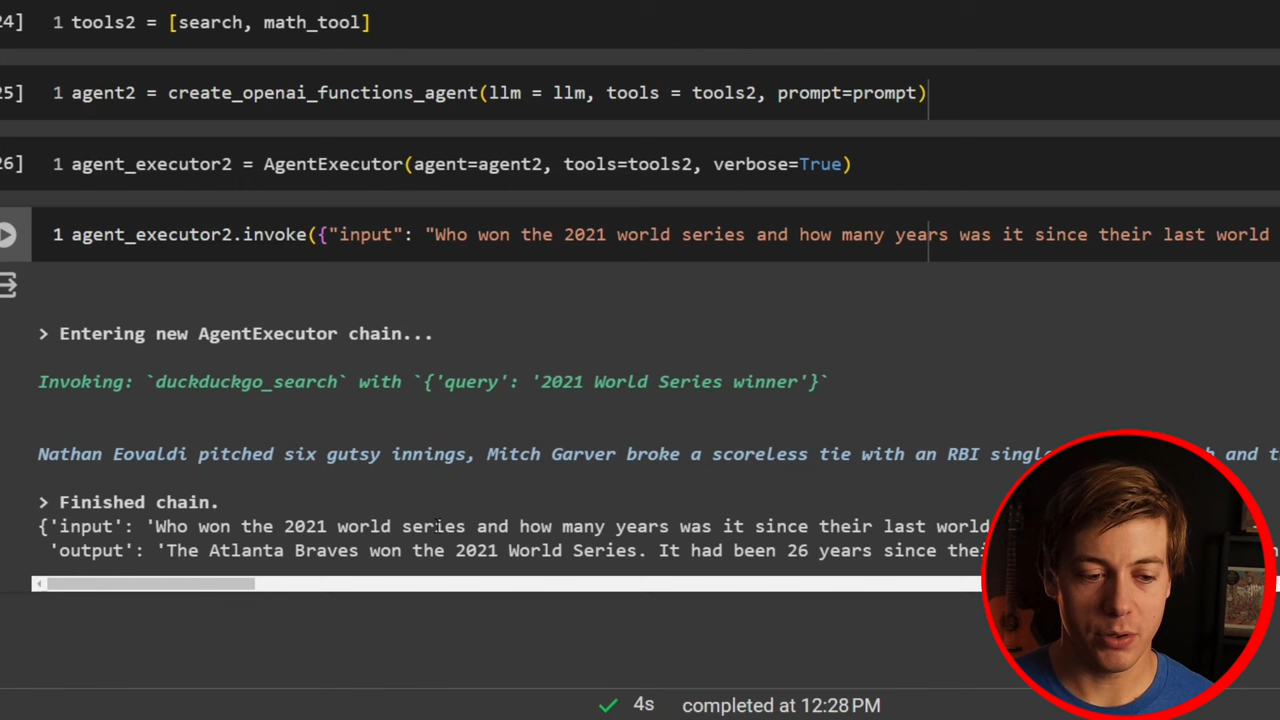 24] 1 tools2 = [search, math_tool]
25] 1 agent2 = create_openai_functions_agent(llm = llm, tools = tools2, prompt=prompt)
26] 1 agent_executor2 = AgentExecutor(agent=agent2, tools=tools2, verbose=True)
1 agent_executor2.invoke({"input": "Who won the 2021 world series and how many years was it since their last world
> Entering new AgentExecutor chain...
Invoking: `duckduckgo_search` with `{'query': '2021 World Series winner'}`
Nathan Eovaldi pitched six gutsy innings, Mitch Garver broke a scoreless tie with an RBI and
> Finished chain.
{'input': 'Who won the 2021 world series and how many years was it since their last world
'output': 'The Atlanta Braves won the 2021 World Series. It had been 26 years since
4s completed at 12:28 PM